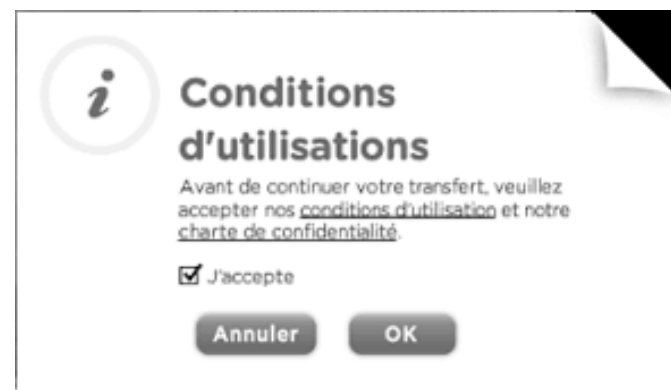 i
Conditions
d'utilisations
Avant de continuer votre transfert, veuillez
accepter nos conditions d'utilisation et notre
charte de confidentialité.
J'accepte
Annuler OK